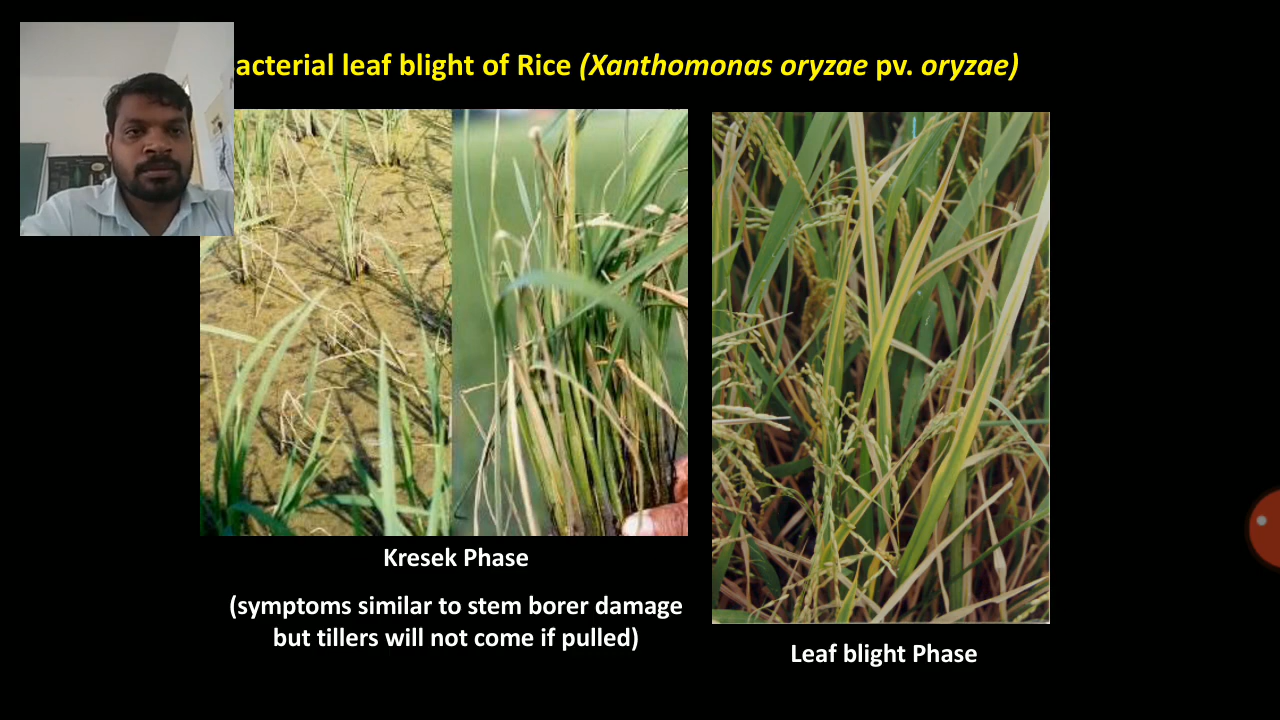 acterial leaf blight of Rice (Xanthomonas oryzae pv. oryzae)
Kresek Phase
(symptoms similar to stem borer damage
but tillers will not come if pulled)
Leaf blight Phase